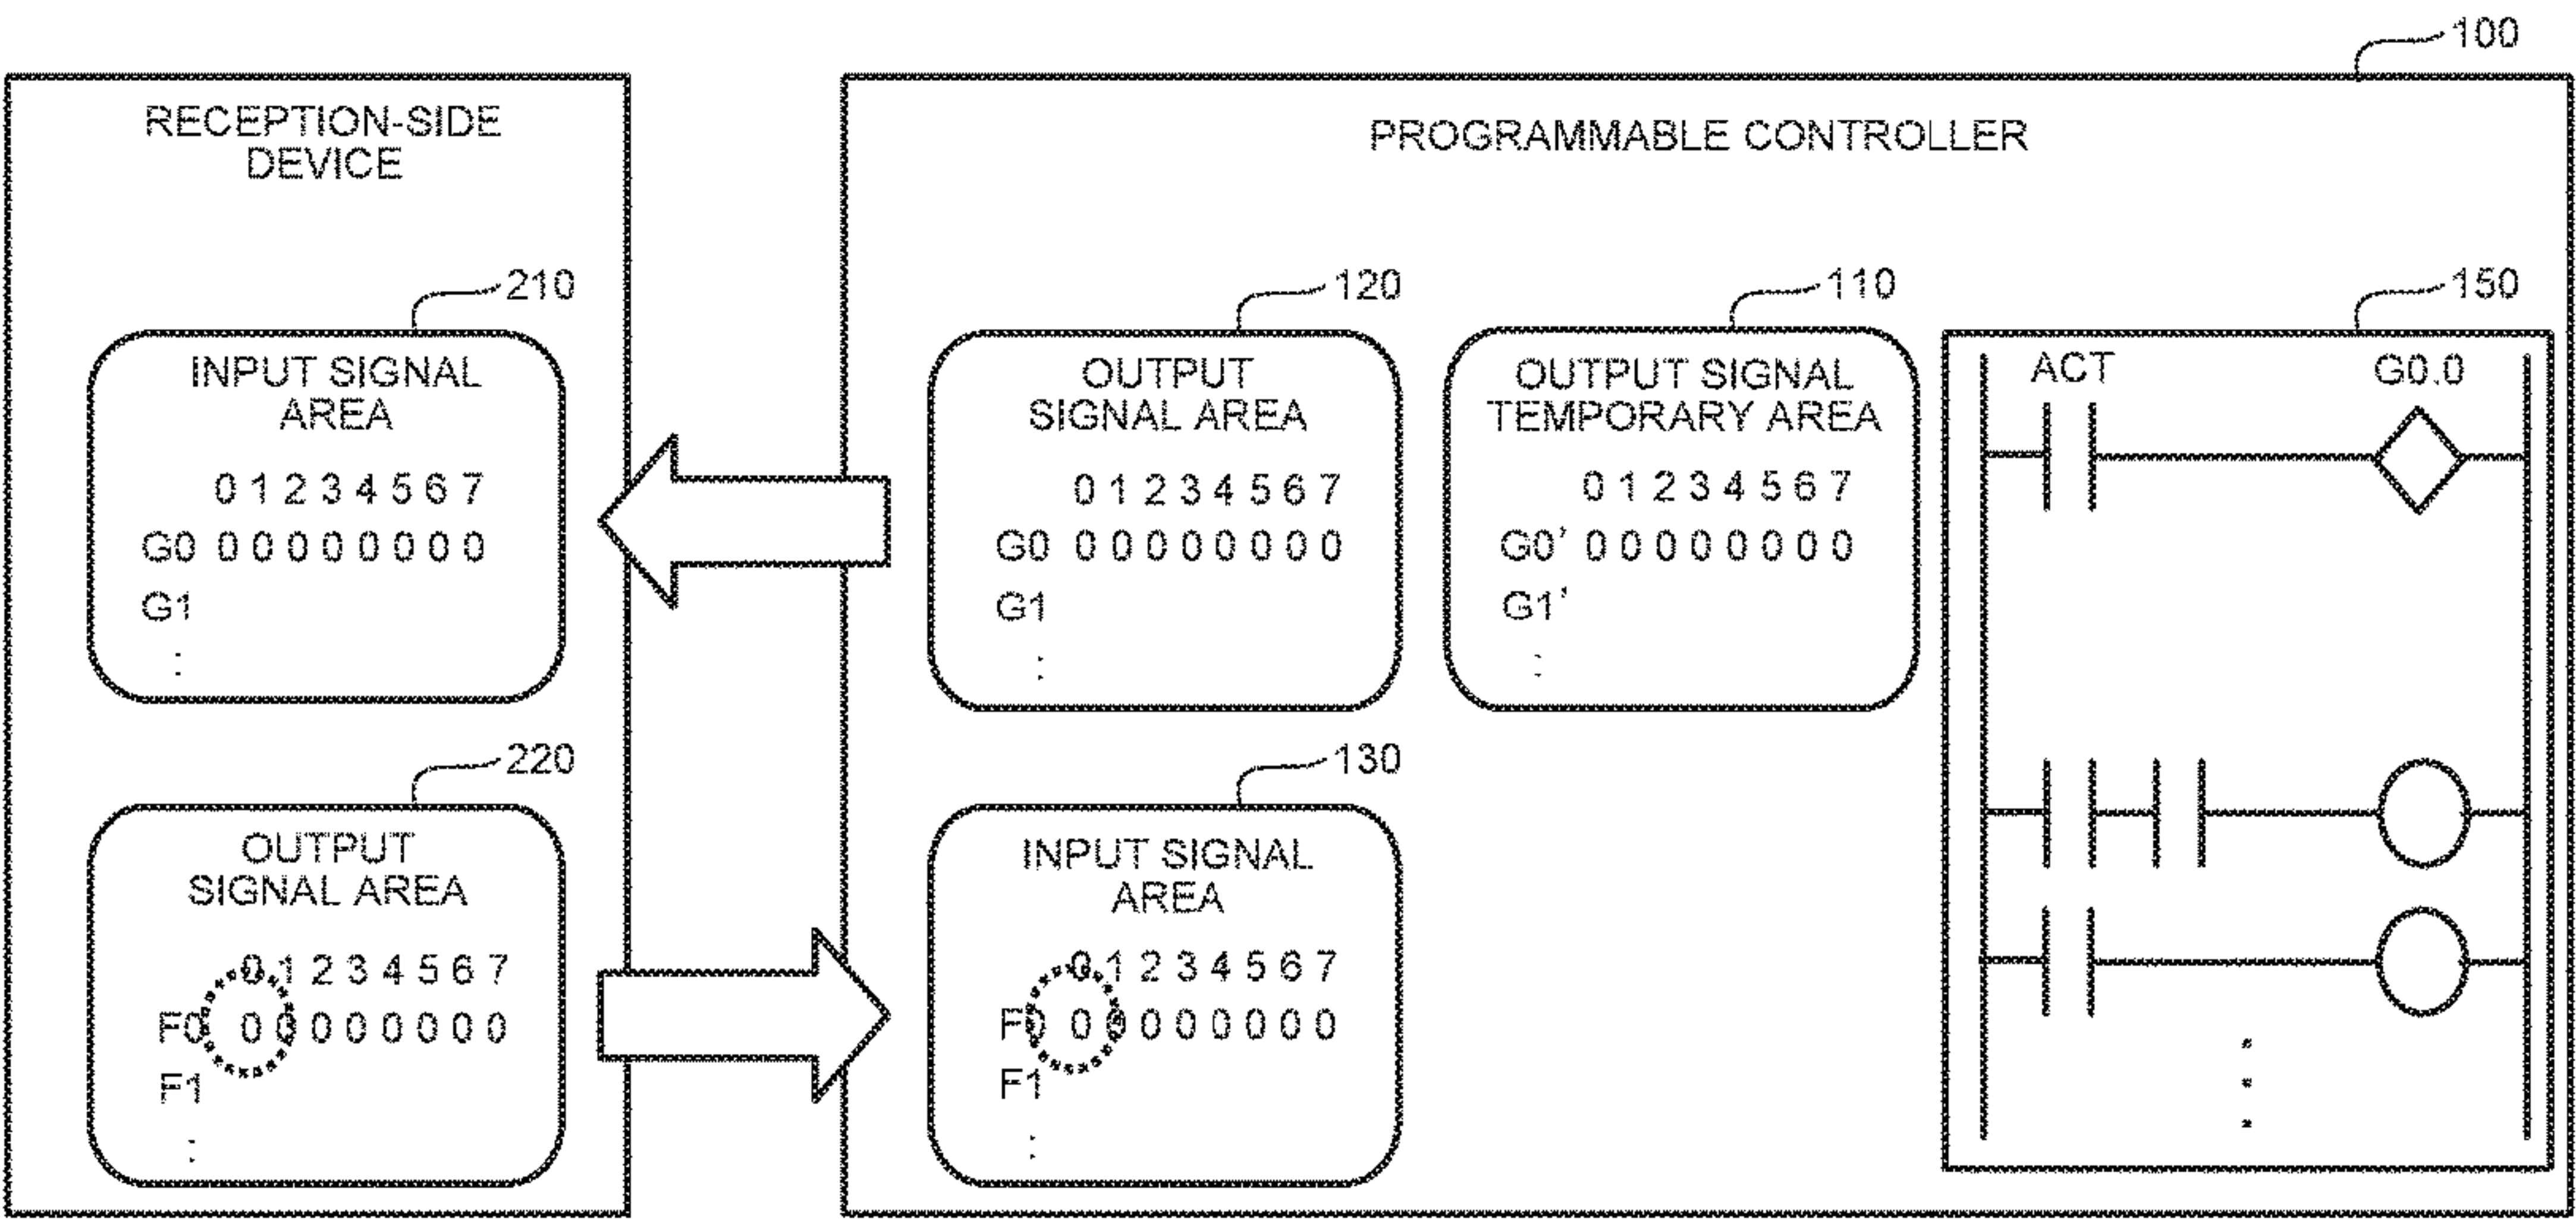 100
RECEPTION-SIDE
DEVICE
PROGRAMMABLE CONTROLLER
210
INPUT SIGNAL
AREA
0 1 2 3 4 5 6 7
G0 0 0 0 0 0 0 0 0
G1
:
120
OUTPUT
SIGNAL AREA
0 1 2 3 4 5 6 7
G0 0 0 0 0 0 0 0 0
G1
:
110
OUTPUT SIGNAL
TEMPORARY AREA
0 1 2 3 4 5 6 7
G0’ 0 0 0 0 0 0 0 0
G1’
:
150
ACT G0.0
220
OUTPUT
SIGNAL AREA
0 1 2 3 4 5 6 7
F0 0 0 0 0 0 0 0 0
F1
:
130
INPUT SIGNAL
AREA
0 1 2 3 4 5 6 7
F0 0 0 0 0 0 0 0 0
F1
: